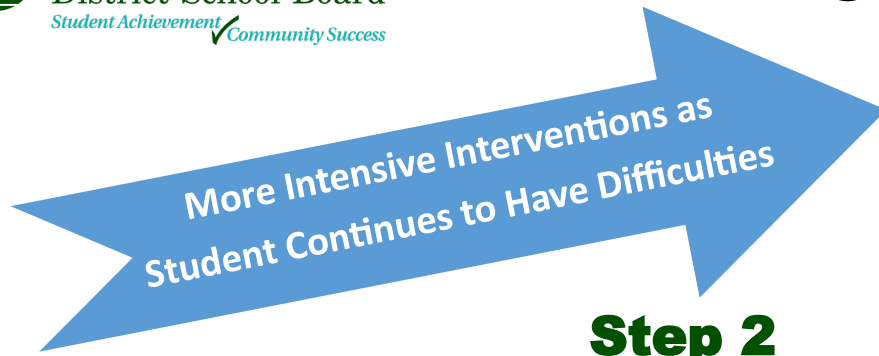 District School Board
Student Achievement
Community Success
More Intensive Interventions as
Student Continues to Have Difficulties
Step 2